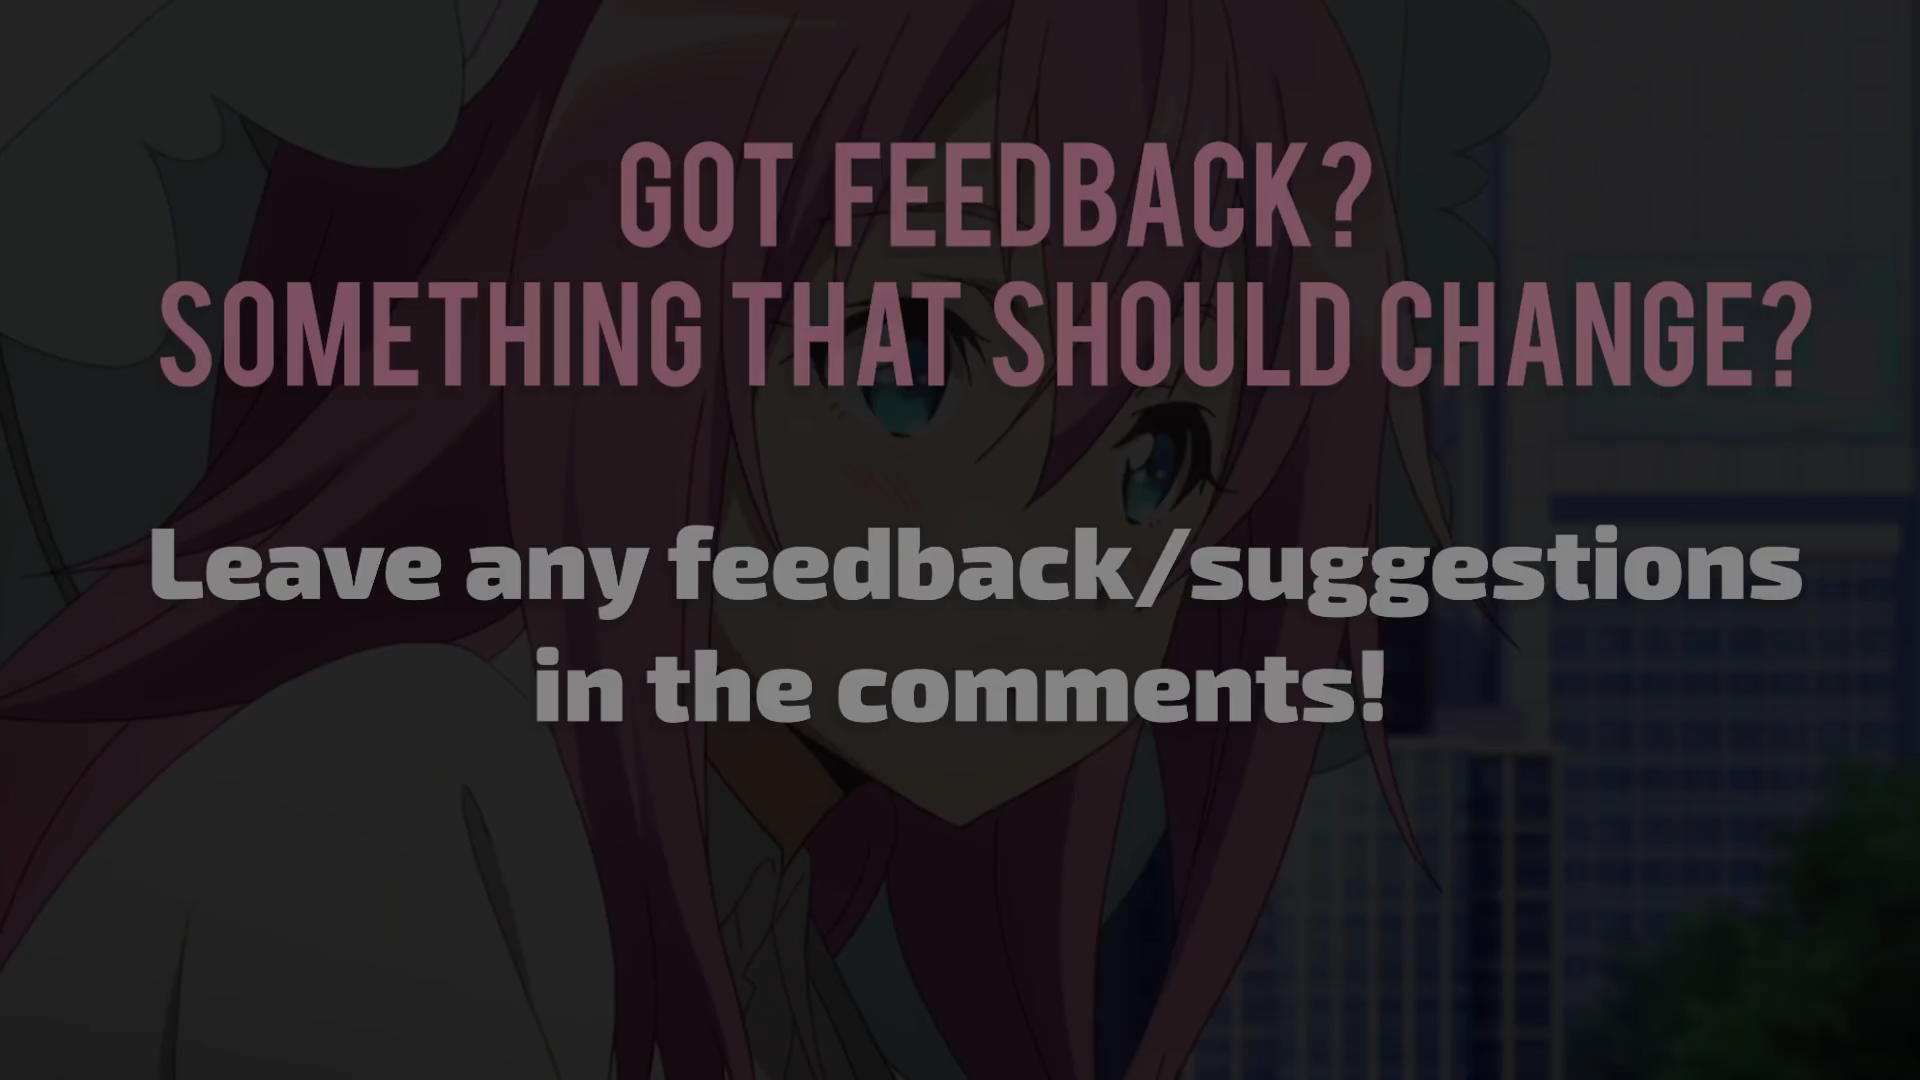 GOT FEEDBACK?
SOMETHING THAT SHOULD CHANGE?
Leave any feedback/suggestions
in the comments!